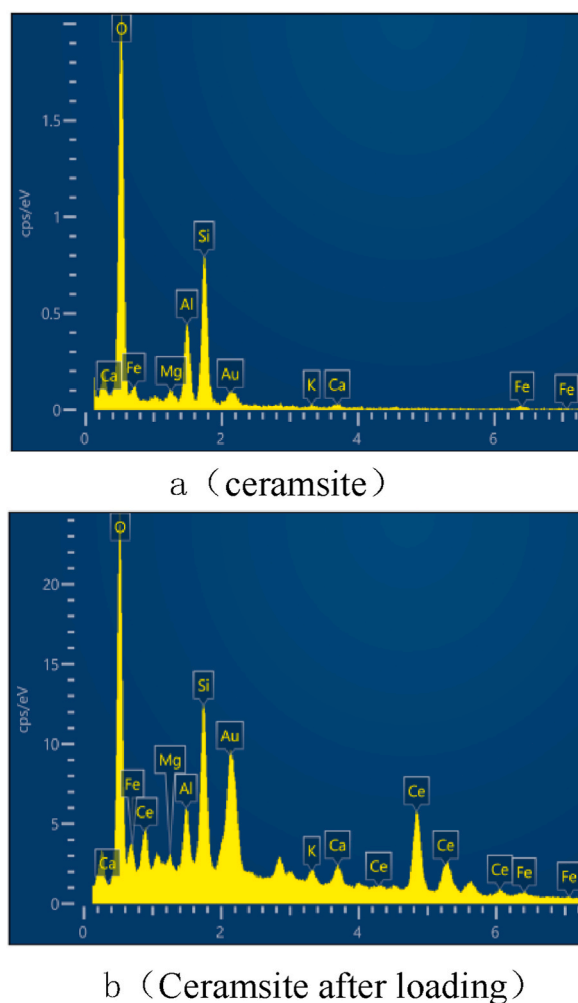 O
1.5
cps/eV
1
Si
0.5
Al
Ca Fe Mg Au K Ca Fe Fe
0
0 2 4 6
a（ceramsite）
O
20
15
cps/eV
Si
Au
10
Mg
Fe Al Ce
Ce
5
Ca K Ca Ce Ce Ce Fe Fe
0
0 2 4 6
b（Ceramsite after loading）